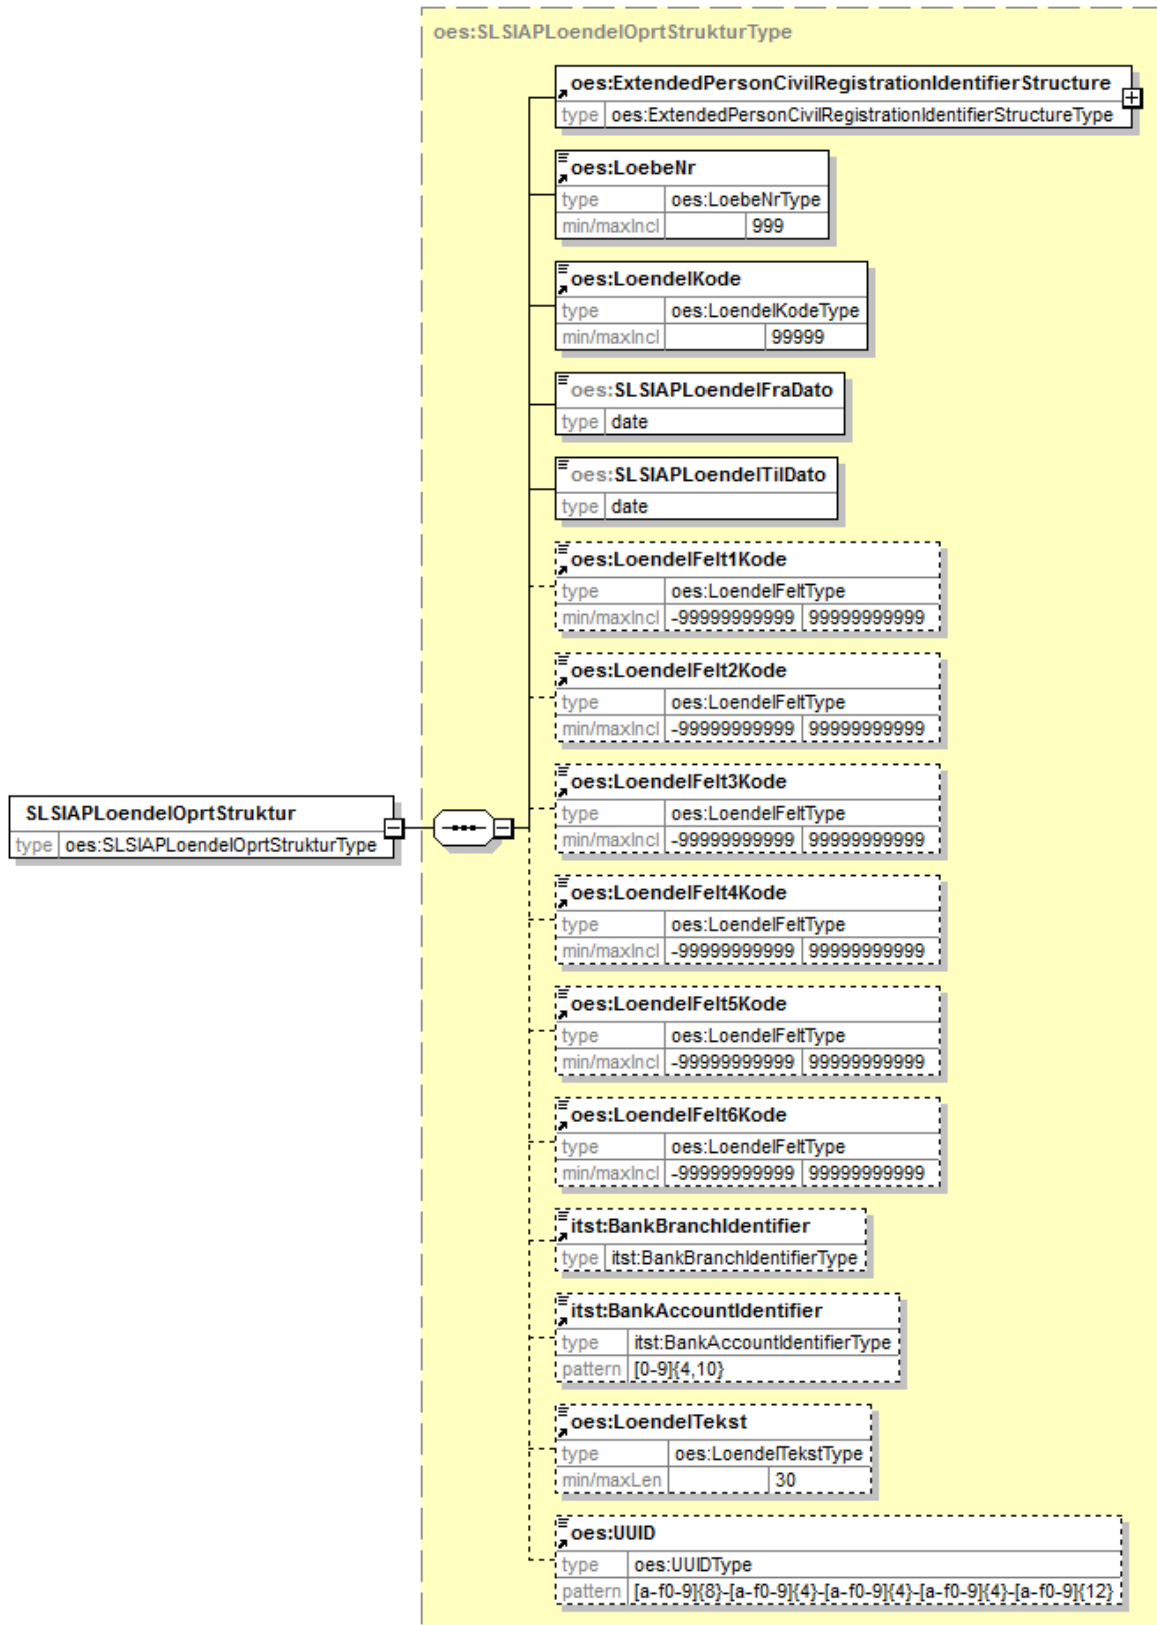 oes:SLSIAPLoendelOprtStrukturType
oes:ExtendedPersonCivilRegistrationIdentifierStructure
type oes:ExtendedPersonCivilRegistrationIdentifierStructureType
oes:LoebeNr
type oes:LoebeNrType
min/maxIncl 999
oes:LoendelKode
type oes:LoendelKodeType
min/maxIncl 99999
oes:SLSIAPLoendelFraDato
type date
oes:SLSIAPLoendelTilDato
type date
oes:LoendelFelt1Kode
type oes:LoendelFeltType
min/maxIncl -99999999999 99999999999
oes:LoendelFelt2Kode
type oes:LoendelFeltType
min/maxIncl -99999999999 99999999999
oes:LoendelFelt3Kode
type oes:LoendelFeltType
min/maxIncl -99999999999 99999999999
SLSIAPLoendelOprtStruktur
type oes:SLSIAPLoendelOprtStrukturType
oes:LoendelFelt4Kode
type oes:LoendelFeltType
min/maxIncl -99999999999 99999999999
oes:LoendelFelt5Kode
type oes:LoendelFeltType
min/maxIncl -99999999999 99999999999
oes:LoendelFelt6Kode
type oes:LoendelFeltType
min/maxIncl -99999999999 99999999999
itst:BankBranchIdentifier
type itst:BankBranchIdentifierType
itst:BankAccountIdentifier
type itst:BankAccountIdentifierType
pattern [0-9]{4,10}
oes:LoendelTekst
type oes:LoendelTekstType
min/maxLen 30
oes:UUID
type oes:UUIDType
pattern [a-f0-9]{8}-[a-f0-9]{4}-[a-f0-9]{4}-[a-f0-9]{4}-[a-f0-9]{12}